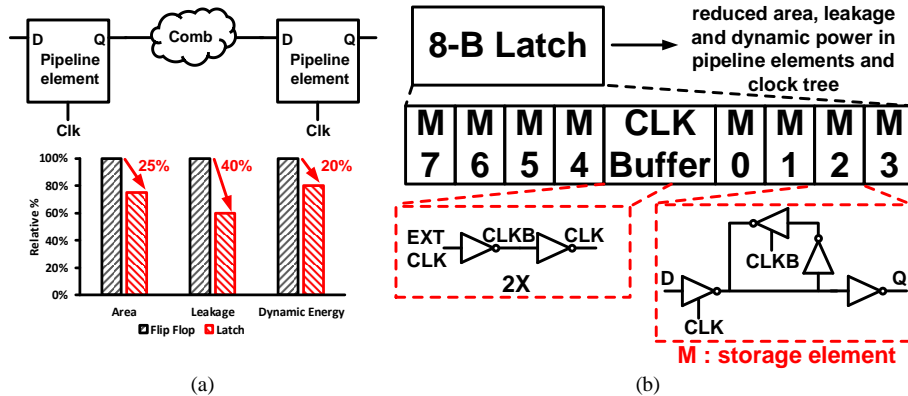 D Q
Pipeline
element
Clk
Comb
D Q
Pipeline
element
Clk
100%
80%
60%
40%
20%
0%
Relative %
25%
40%
20%
Area
Leakage
Dynamic Energy
Flip Flop
Latch
(a)
8-B Latch
reduced area, leakage
and dynamic power in
pipeline elements and
clock tree
M M M M CLK M M M M
7 6 5 4 Buffer 0 1 2 3
EXT
CLK
CLKB
CLK
2X
CLKB
D
Q
CLK
M : storage element
(b)